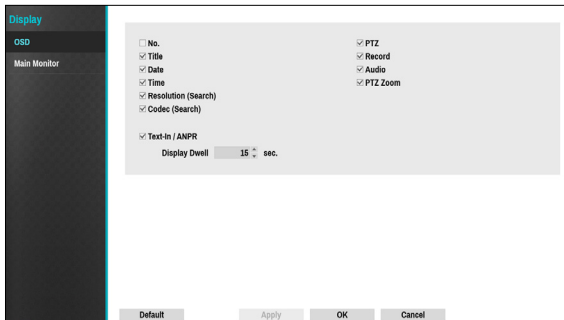 Display
OSD
Main Monitor
No.
Title
Date
Time
Resolution (Search)
Codec (Search)
PTZ
Record
Audio
PTZ Zoom
Text-In / ANPR
Display Dwell 15 sec.
Default Apply OK Cancel